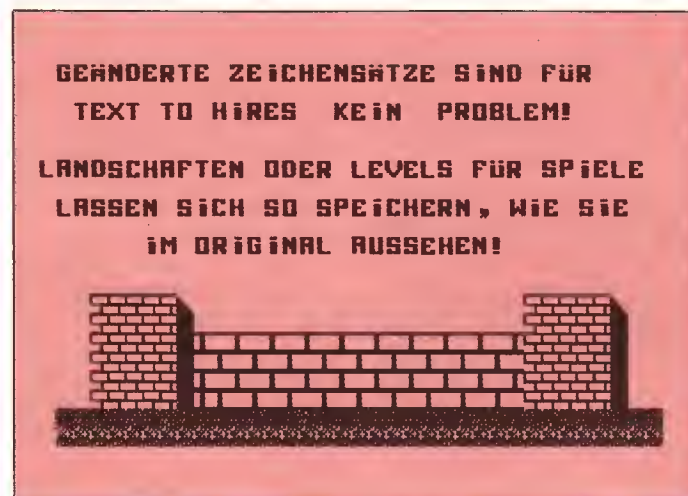 GEÄNDERTE ZEiCHENSÄTZE SiND FÜR
TEXT TO HiRES KEiN PROBLEM!
LANDSCHAFTEN ODER LEVELS FÜR SPiELE
LASSEN SiCH SO SPEiCHERN, WiE SiE
iM ORiGiNAL AUSSEHEN!